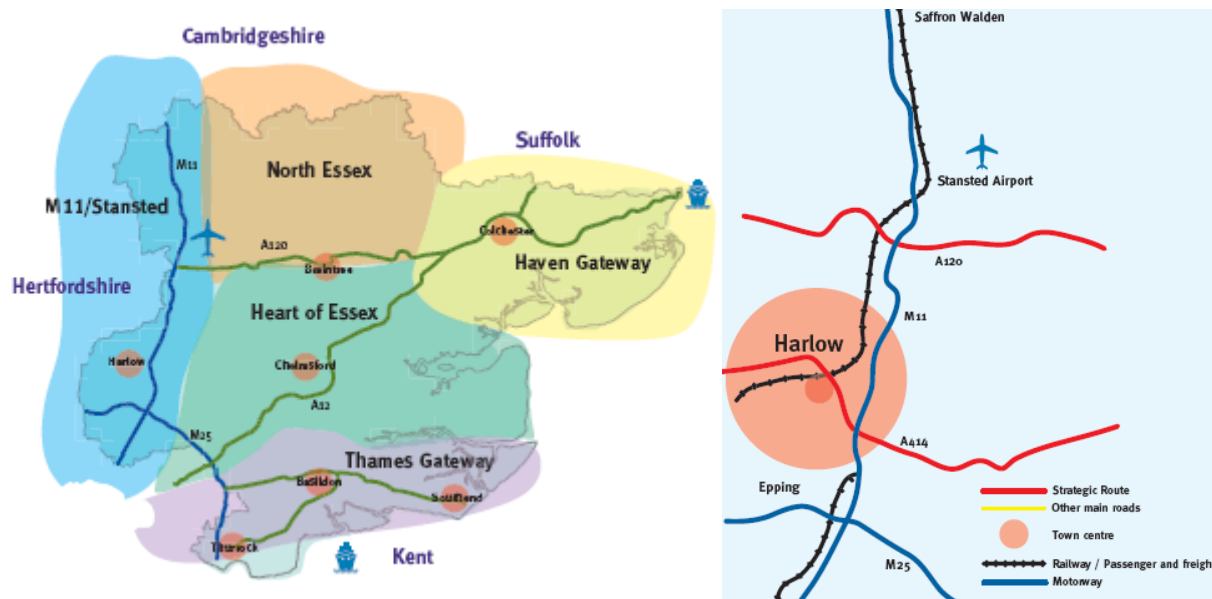 Cambridgeshire
Suffolk
North Essex
M11
M11/Stansted
Colchester
A120
Braintree
Haven Gateway
Hertfordshire
Heart of Essex
Harlow
Chelmsford
A12
M25
Thames Gateway
Basildon
Southend
Thurrock
Kent
Saffron Walden
Stansted Airport
A120
M11
Harlow
A414
Epping
M25
Strategic Route
Other main roads
Town centre
Railway / Passenger and freigh
Motorway